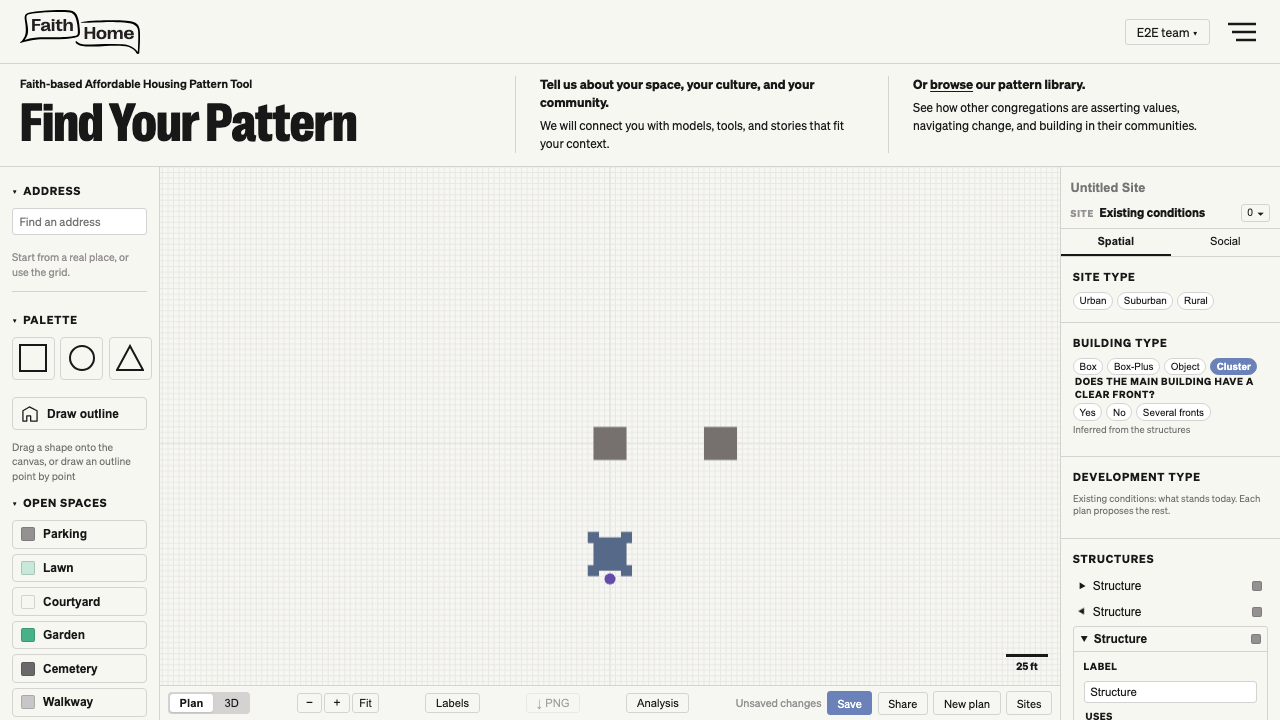 Faith
Home
E2E team
Faith-based Affordable Housing Pattern Tool
Find Your Pattern
Tell us about your space, your culture, and your
community.
We will connect you with models, tools, and stories that fit
your context.
Or browse our pattern library.
See how other congregations are asserting values,
navigating change, and building in their communities.
ADDRESS
Find an address
Start from a real place, or
use the grid.
PALETTE
Draw outline
Drag a shape onto the
canvas, or draw an outline
point by point
OPEN SPACES
Parking
Lawn
Courtyard
Garden
Cemetery
Walkway
25 ft
Plan
3D
−
+
Fit
Labels
↓ PNG
Analysis
Unsaved changes
Save
Share
New plan
Sites
Untitled Site
SITE Existing conditions
0
Spatial
Social
SITE TYPE
Urban
Suburban
Rural
BUILDING TYPE
Box
Box-Plus
Object
Cluster
DOES THE MAIN BUILDING HAVE A
CLEAR FRONT?
Yes
No
Several fronts
Inferred from the structures
DEVELOPMENT TYPE
Existing conditions: what stands today. Each
plan proposes the rest.
STRUCTURES
Structure
Structure
Structure
LABEL
Structure
USES